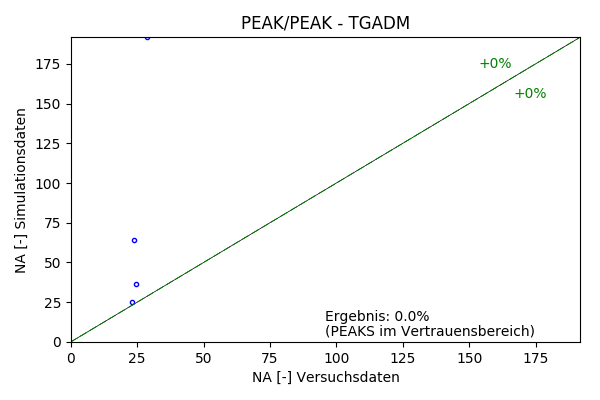 PEAK/PEAK - TGADM
NA [-] Simulationsdaten
175
150
125
100
75
50
25
0
+0%
+0%
Ergebnis: 0.0%
(PEAKS im Vertrauensbereich)
0 25 50 75 100 125 150 175
NA [-] Versuchsdaten